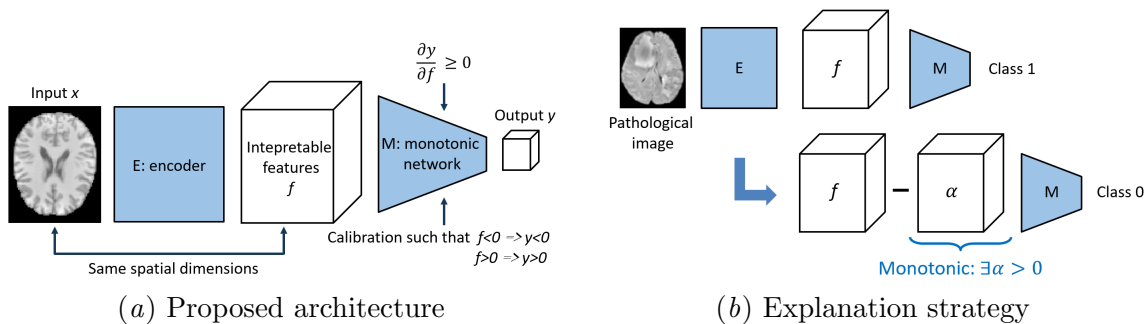 Input x
E: encoder
Intepretable
features
f
∂y/∂f ≥ 0
M: monotonic
network
Output y
Calibration such that f<0 => y<0
f>0 => y>0
Same spatial dimensions
(a) Proposed architecture
Pathological
image
E
f
M
Class 1
f
–
α
M
Class 0
Monotonic: ∃α > 0
(b) Explanation strategy